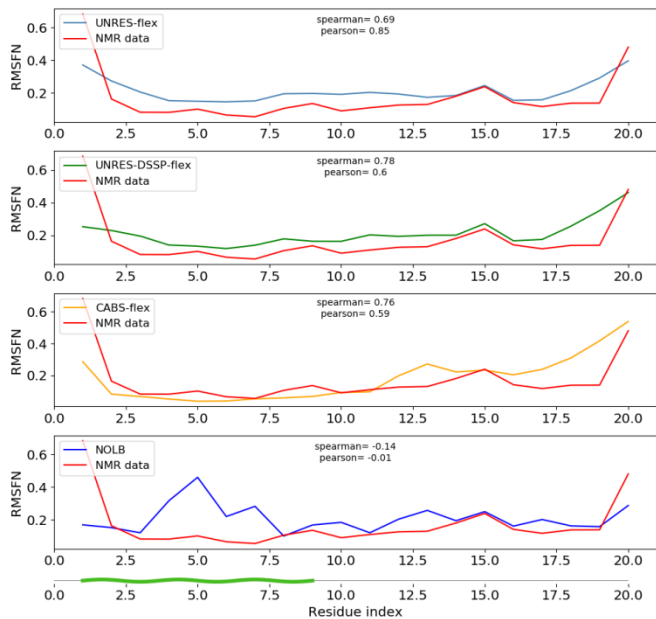 UNRES-flex
NMR data
spearman= 0.69
pearson= 0.85
RMSFN
0.6
0.4
0.2
0.0 2.5 5.0 7.5 10.0 12.5 15.0 17.5 20.0
UNRES-DSSP-flex
NMR data
spearman= 0.78
pearson= 0.6
RMSFN
0.6
0.4
0.2
0.0 2.5 5.0 7.5 10.0 12.5 15.0 17.5 20.0
CABS-flex
NMR data
spearman= 0.76
pearson= 0.59
RMSFN
0.6
0.4
0.2
0.0 2.5 5.0 7.5 10.0 12.5 15.0 17.5 20.0
NOLB
NMR data
spearman= -0.14
pearson= -0.01
RMSFN
0.6
0.4
0.2
0.0 2.5 5.0 7.5 10.0 12.5 15.0 17.5 20.0
0.0 2.5 5.0 7.5 10.0 12.5 15.0 17.5 20.0
Residue index